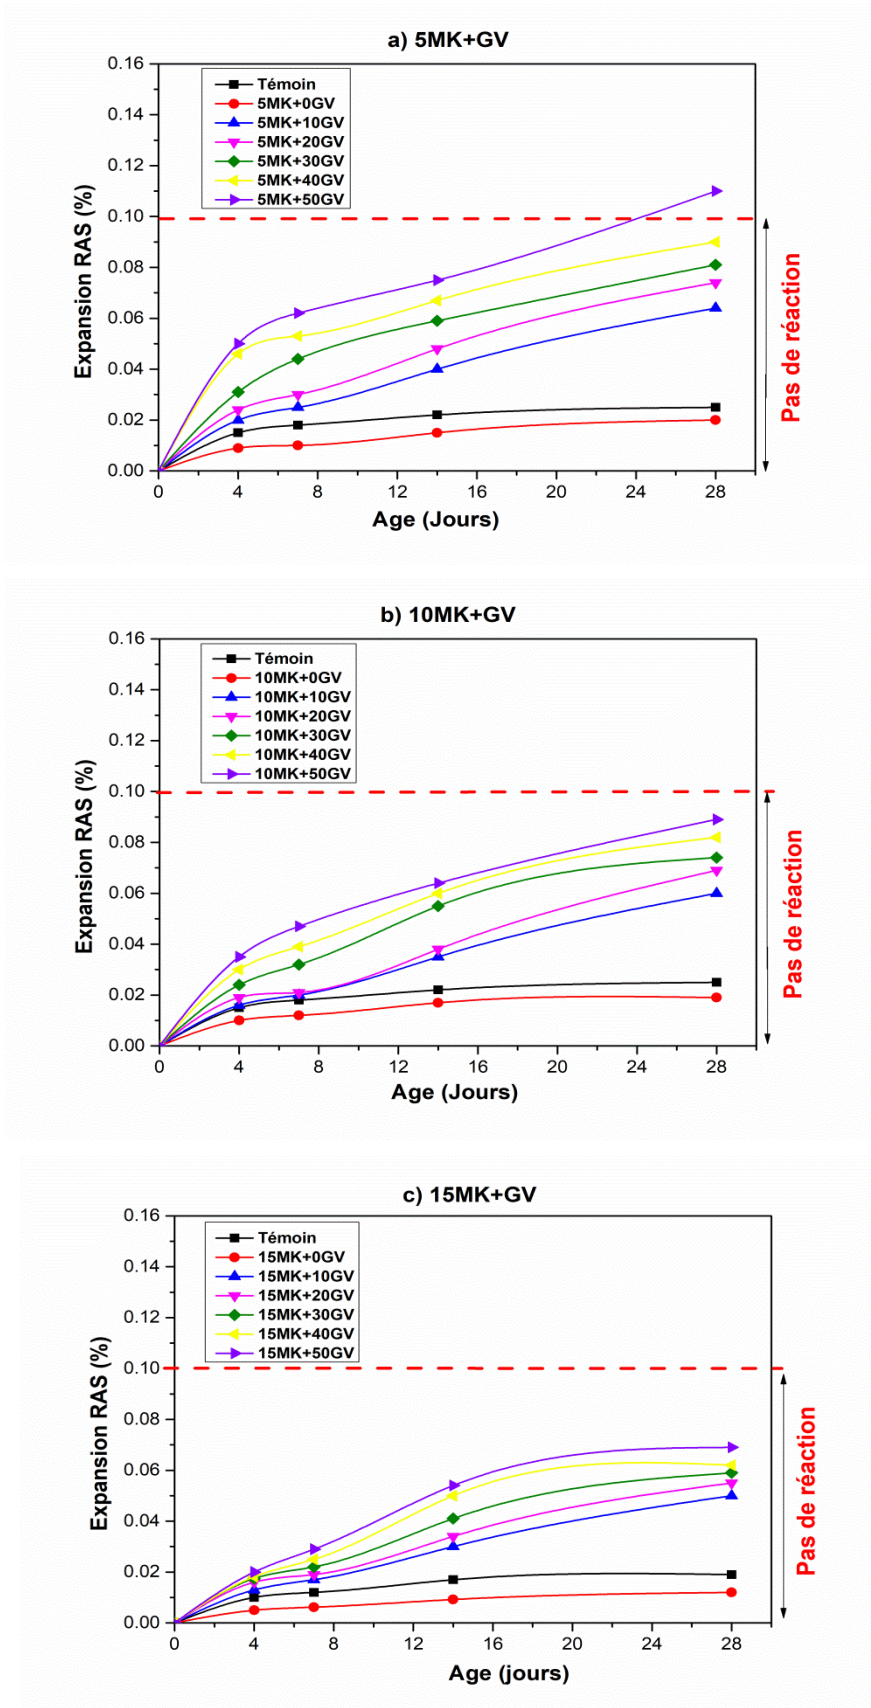 a) 5MK+GV
0.16
0.14
0.12
0.10
0.08
0.06
0.04
0.02
0.00
Expansion RAS (%)
Témoin
5MK+0GV
5MK+10GV
5MK+20GV
5MK+30GV
5MK+40GV
5MK+50GV
Pas de réaction
0 4 8 12 16 20 24 28
Age (Jours)
b) 10MK+GV
0.16
0.14
0.12
0.10
0.08
0.06
0.04
0.02
0.00
Expansion RAS (%)
Témoin
10MK+0GV
10MK+10GV
10MK+20GV
10MK+30GV
10MK+40GV
10MK+50GV
Pas de réaction
0 4 8 12 16 20 24 28
Age (Jours)
c) 15MK+GV
0.16
0.14
0.12
0.10
0.08
0.06
0.04
0.02
0.00
Expansion RAS (%)
Témoin
15MK+0GV
15MK+10GV
15MK+20GV
15MK+30GV
15MK+40GV
15MK+50GV
Pas de réaction
0 4 8 12 16 20 24 28
Age (jours)